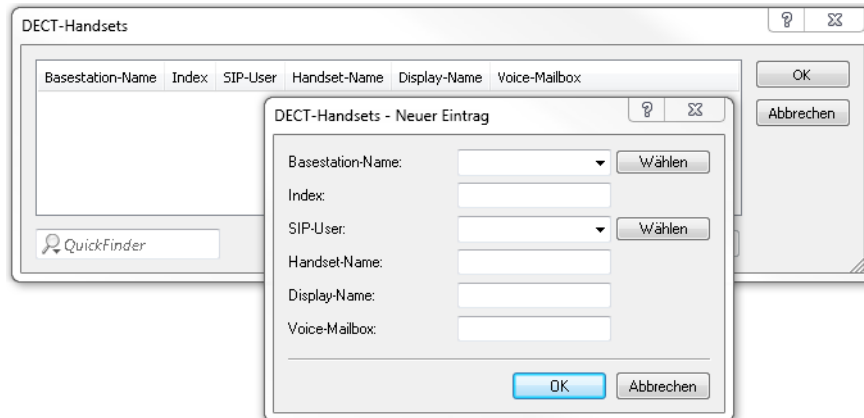 DECT-Handsets
Basestation-Name Index SIP-User Handset-Name Display-Name Voice-Mailbox
OK
Abbrechen
QuickFinder
DECT-Handsets - Neuer Eintrag
Basestation-Name: Wählen
Index:
SIP-User: Wählen
Handset-Name:
Display-Name:
Voice-Mailbox:
OK Abbrechen